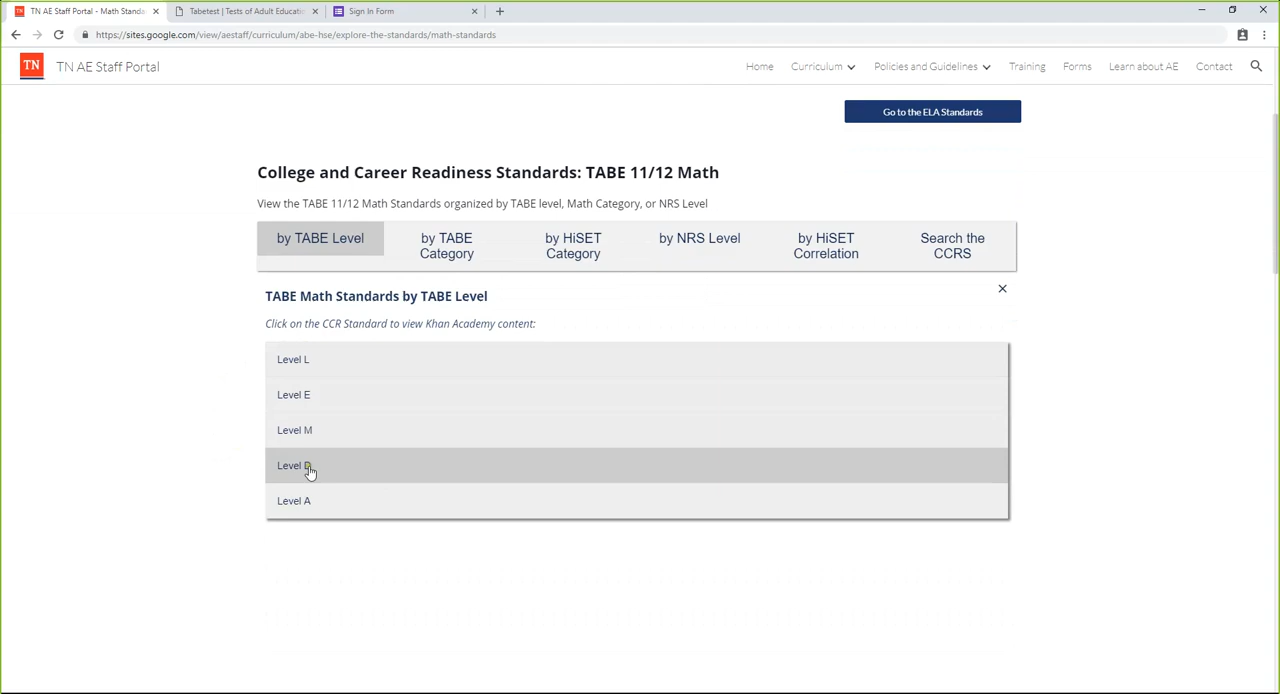 TN AE Staff Portal - Math Standa
Tabetest | Tests of Adult Educatio
Sign In Form
https://sites.google.com/view/aestaff/curriculum/abe-hse/explore-the-standards/math-standards
TN
TN AE Staff Portal
Home
Curriculum
Policies and Guidelines
Training
Forms
Learn about AE
Contact
Go to the ELA Standards
College and Career Readiness Standards: TABE 11/12 Math
View the TABE 11/12 Math Standards organized by TABE level, Math Category, or NRS Level
by TABE Level
by TABE
Category
by HiSET
Category
by NRS Level
by HiSET
Correlation
Search the
CCRS
TABE Math Standards by TABE Level
Click on the CCR Standard to view Khan Academy content:
Level L
Level E
Level M
Level D
Level A